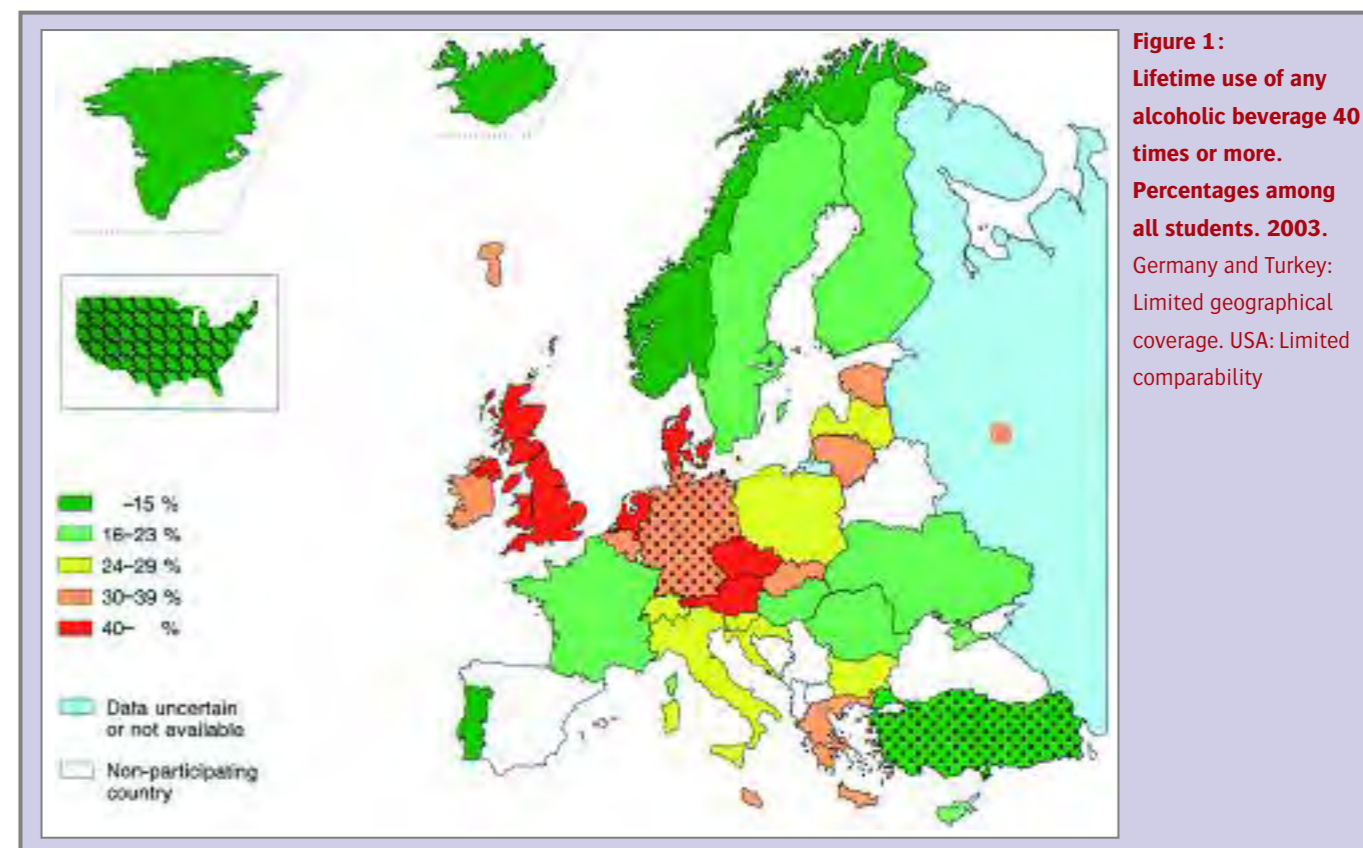 Figure 1:
Lifetime use of any
alcoholic beverage 40
times or more.
Percentages among
all students. 2003.
Germany and Turkey:
Limited geographical
coverage. USA: Limited
comparability
–15 %
16–23 %
24–29 %
30–39 %
40– %
Data uncertain
or not available
Non-participating
country